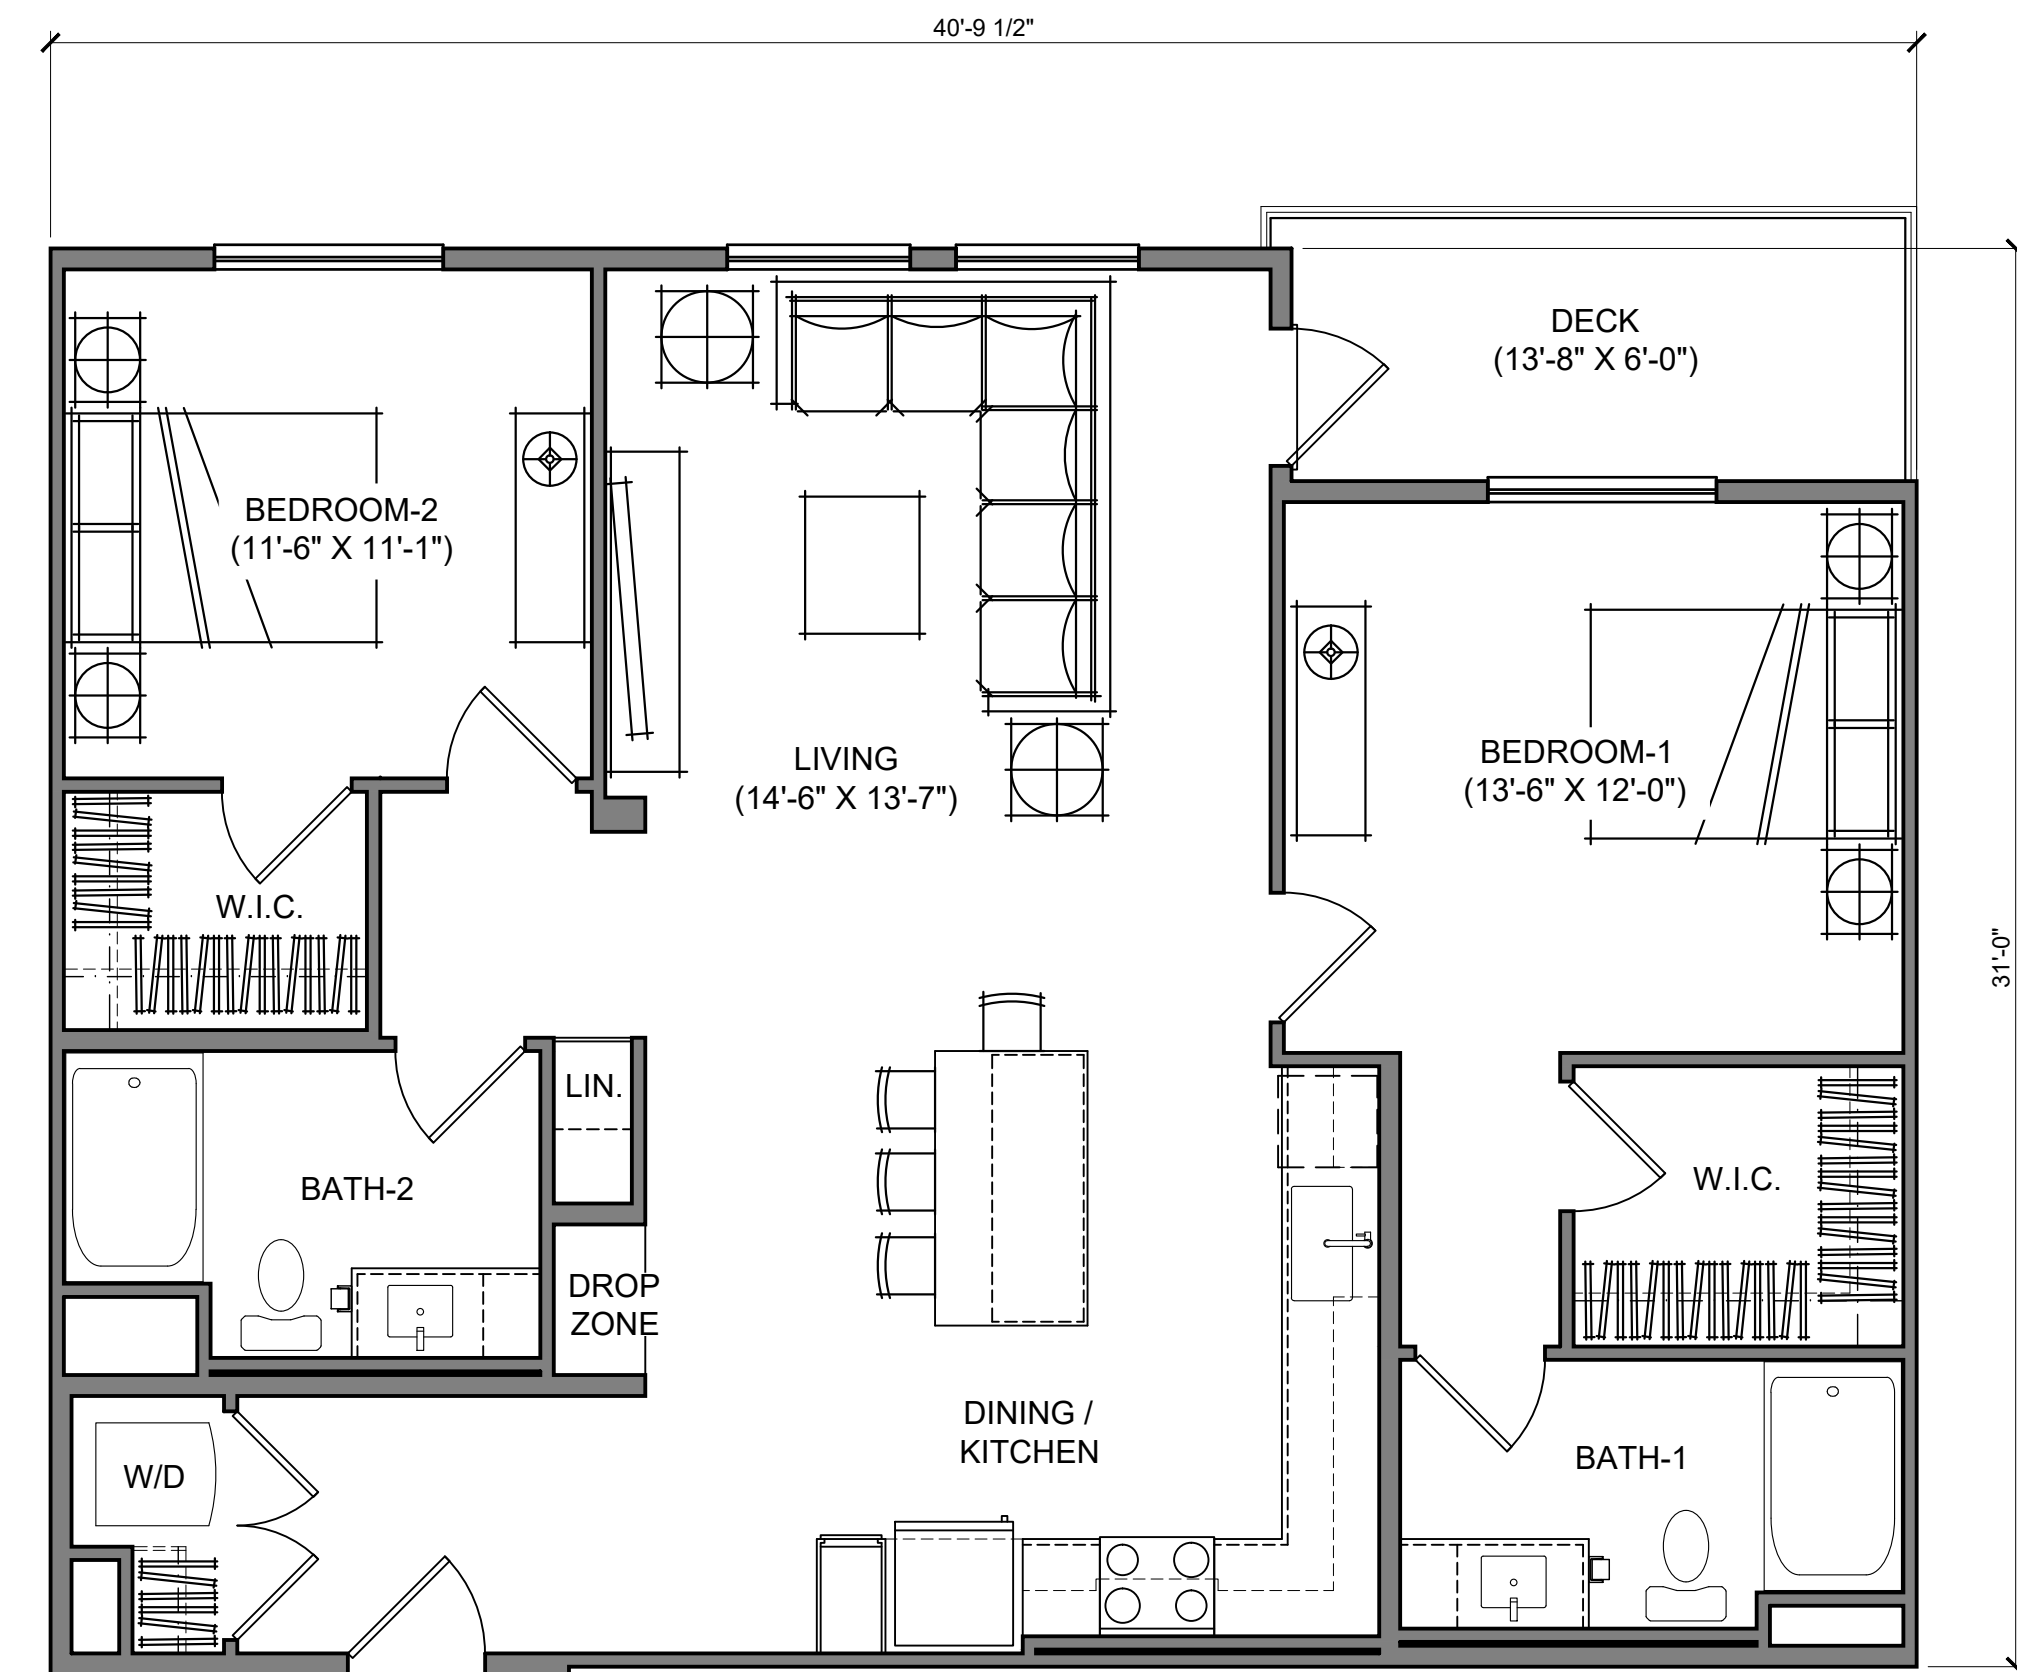 40'-9 1/2"
DECK
(13'-8" X 6'-0")
BEDROOM-2
(11'-6" X 11'-1")
LIVING
(14'-6" X 13'-7")
BEDROOM-1
(13'-6" X 12'-0")
W.I.C.
31'-0"
LIN.
BATH-2
W.I.C.
DROP
ZONE
DINING /
KITCHEN
W/D
BATH-1